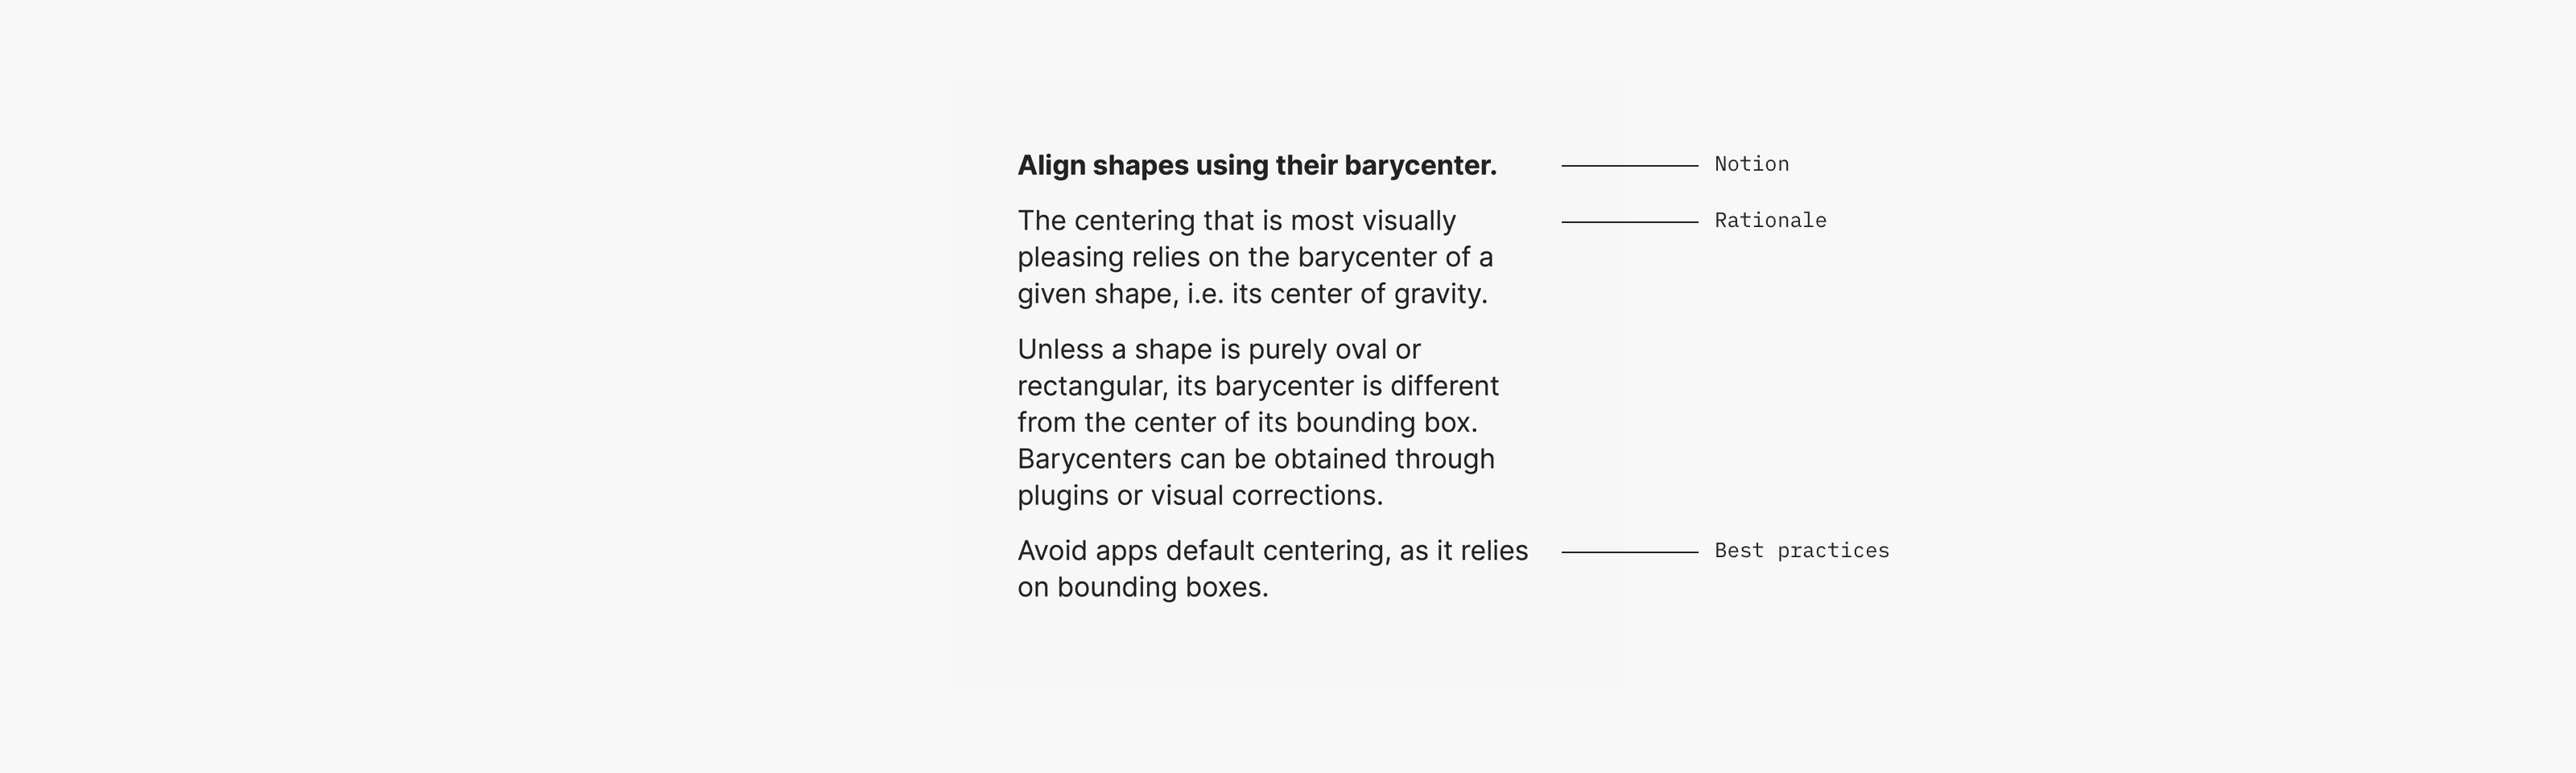 Align shapes using their barycenter.
Notion
The centering that is most visually
Rationale
pleasing relies on the barycenter of a
given shape, i.e. its center of gravity.
Unless a shape is purely oval or
rectangular, its barycenter is different
from the center of its bounding box.
Barycenters can be obtained through
plugins or visual corrections.
Avoid apps default centering, as it relies
Best practices
on bounding boxes.